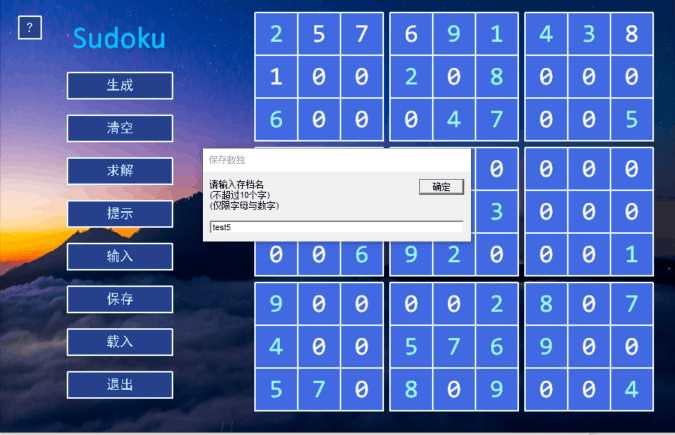 ?
Sudoku
生成
清空
求解
提示
输入
保存
载入
退出
2 5 7 6 9 1 4 3 8
1 0 0 2 0 8 0 0 0
6 0 0 0 4 7 0 0 5
保存数独
请输入存档名
(不超过10个字)
(仅限字母与数字)
确定
test5
0 0 0 0
3 0 0 0
0 0 6 9 2 0 0 0 1
9 0 0 0 0 2 8 0 7
4 0 0 5 7 6 9 0 0
5 7 0 8 0 9 0 0 4